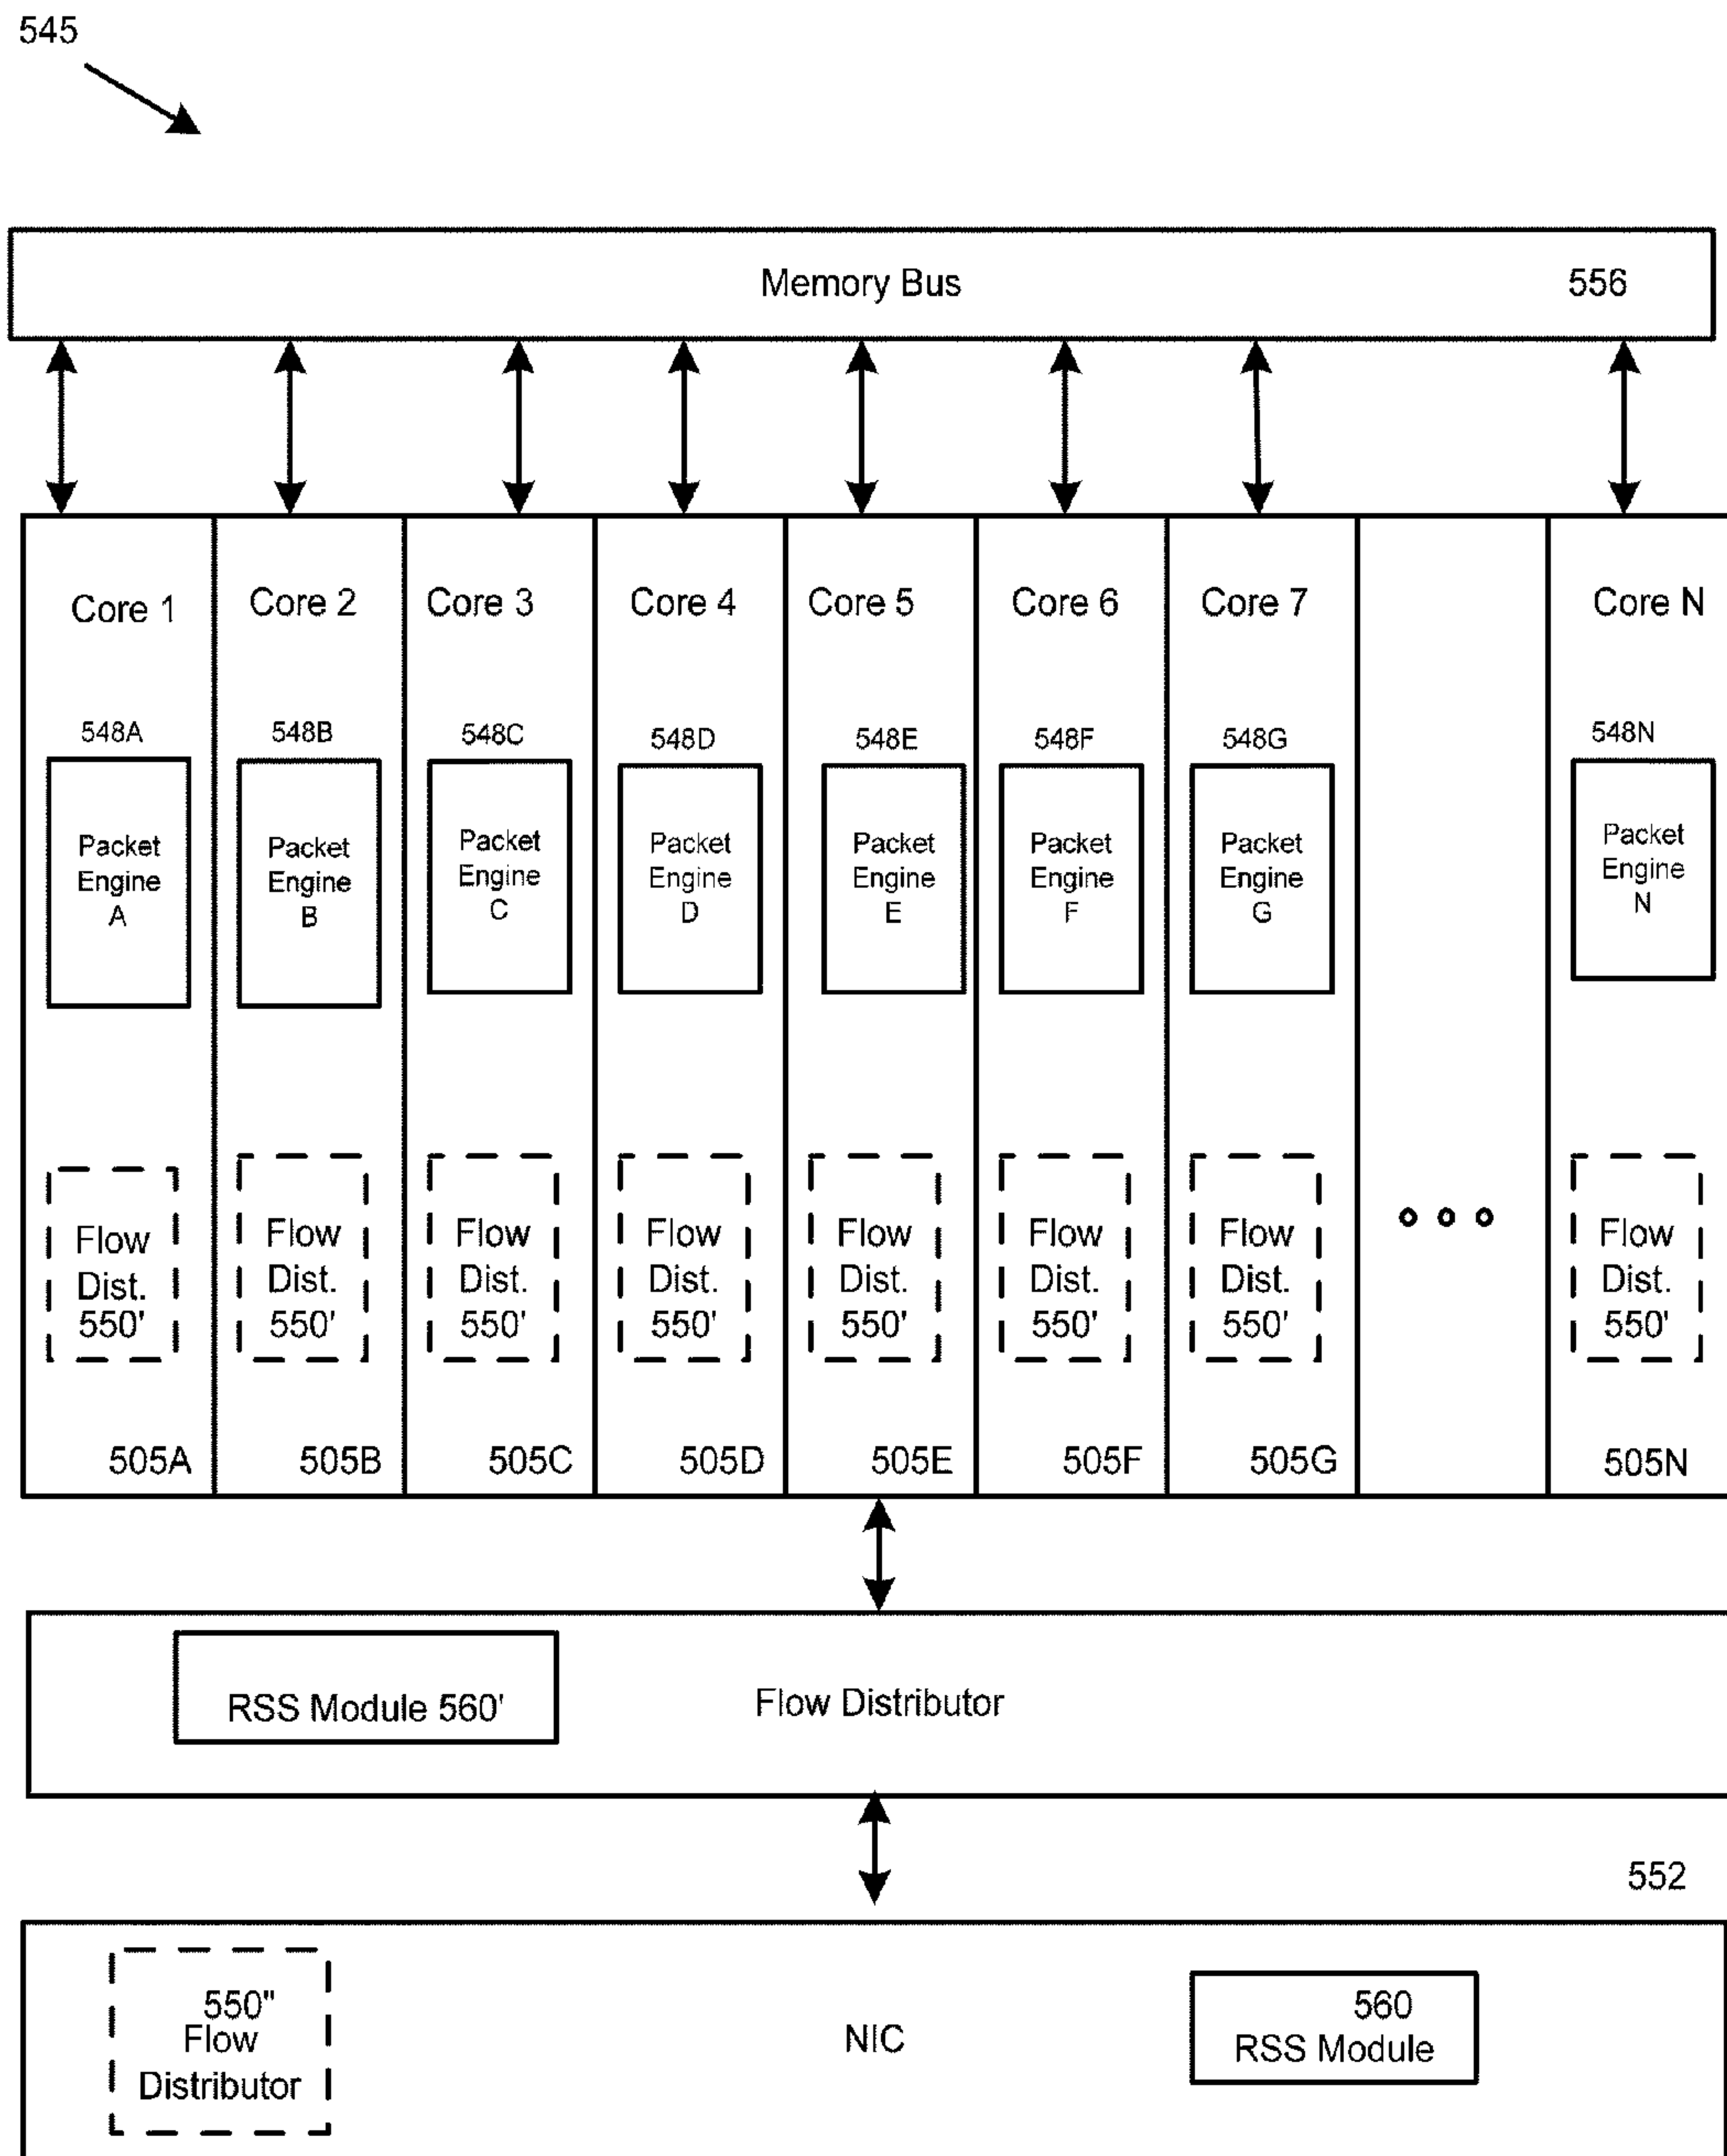 545
Memory Bus 556
Core 1 Core 2 Core 3 Core 4 Core 5 Core 6 Core 7 Core N
548A 548B 548C 548D 548E 548F 548G 548N
Packet Packet Packet Packet Packet Packet Packet Packet
Engine Engine Engine Engine Engine Engine Engine Engine
A B C D E F G N
Flow Flow Flow Flow Flow Flow Flow Flow
Dist. Dist. Dist. Dist. Dist. Dist. Dist. Dist.
550' 550' 550' 550' 550' 550' 550' 550'
505A 505B 505C 505D 505E 505F 505G 505N
RSS Module 560' Flow Distributor
552
550"
Flow
Distributor
NIC
560
RSS Module